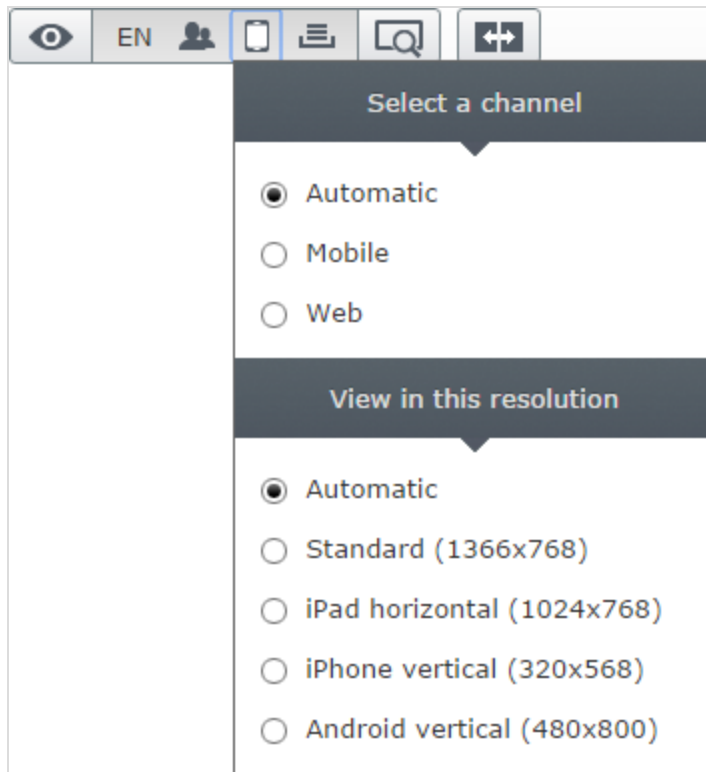 EN
Select a channel
Automatic
Mobile
Web
View in this resolution
Automatic
Standard (1366x768)
iPad horizontal (1024x768)
iPhone vertical (320x568)
Android vertical (480x800)